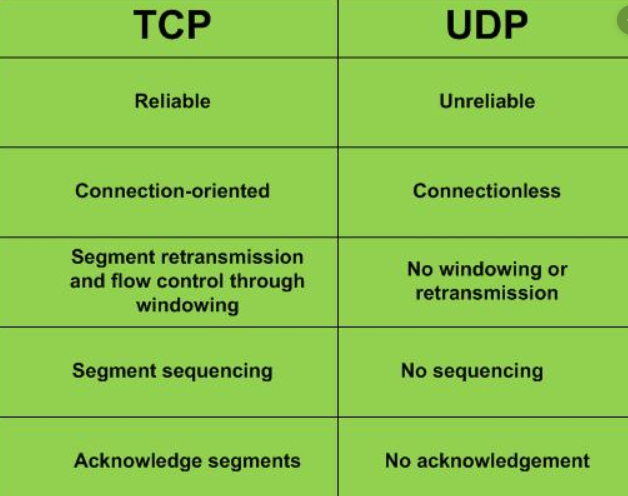 TCP
UDP
Reliable
Unreliable
Connection-oriented
Connectionless
Segment retransmission
and flow control through
windowing
No windowing or
retransmission
Segment sequencing
No sequencing
Acknowledge segments
No acknowledgement